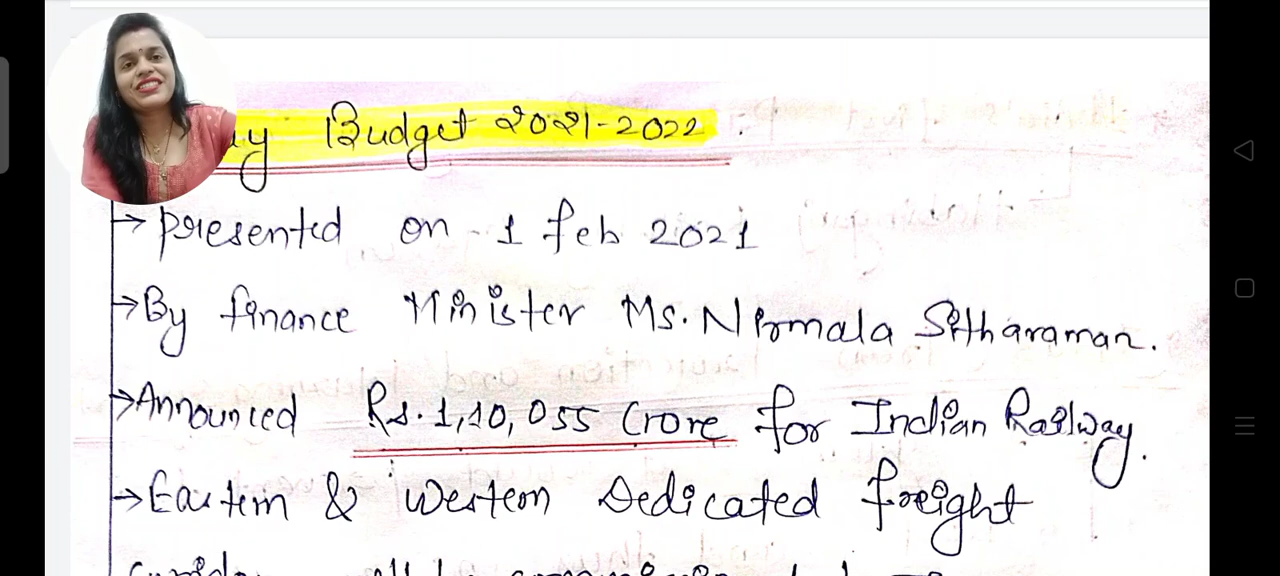 Budget 2021-2022
→ presented on - 1 feb 2021
→ By finance Minister Ms. Nirmala Sitharaman.
→ Announced Rs. 1,10,055 Crore for Indian Railway.
→ Eastern & Western Dedicated freight